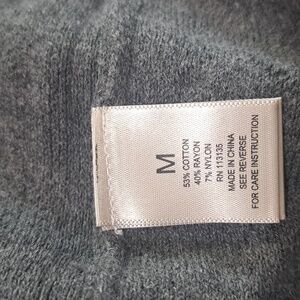 M
53% COTTON
40% RAYON
7% NYLON
RN 113135
MADE IN CHINA
SEE REVERSE
FOR CARE INSTRUCTION